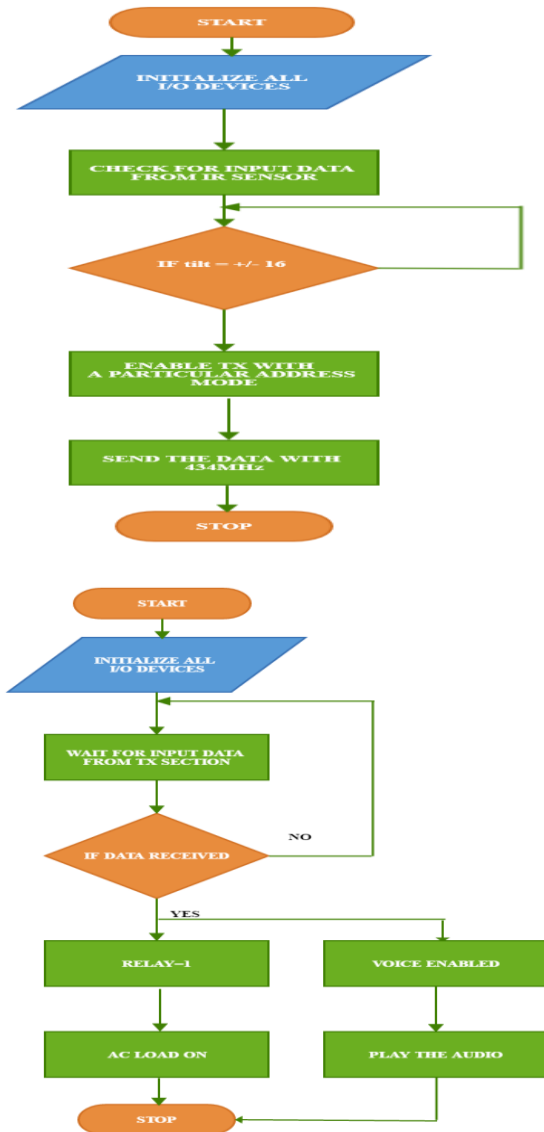 START
INITIALIZE ALL
I/O DEVICES
CHECK FOR INPUT DATA
FROM IR SENSOR
IF tilt = +/- 16
ENABLE TX WITH
A PARTICULAR ADDRESS
MODE
SEND THE DATA WITH
434MHz
STOP
START
INITIALIZE ALL
I/O DEVICES
WAIT FOR INPUT DATA
FROM TX SECTION
NO
IF DATA RECEIVED
YES
RELAY-1
VOICE ENABLED
AC LOAD ON
PLAY THE AUDIO
STOP